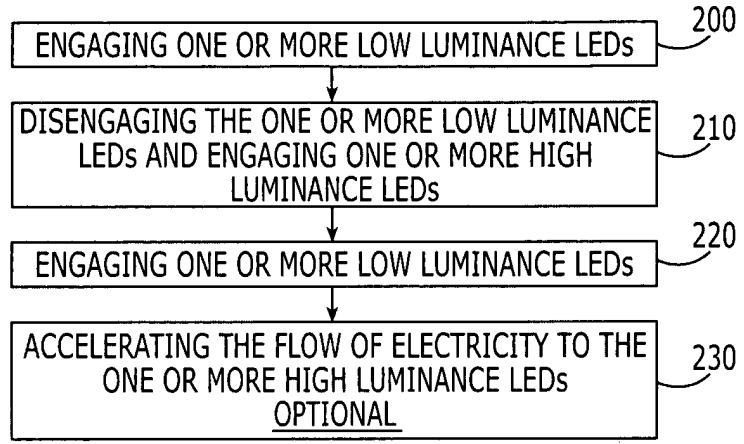 200
ENGAGING ONE OR MORE LOW LUMINANCE LEDs
210
DISENGAGING THE ONE OR MORE LOW LUMINANCE
LEDs AND ENGAGING ONE OR MORE HIGH
LUMINANCE LEDs
220
ENGAGING ONE OR MORE LOW LUMINANCE LEDs
230
ACCELERATING THE FLOW OF ELECTRICITY TO THE
ONE OR MORE HIGH LUMINANCE LEDs
OPTIONAL